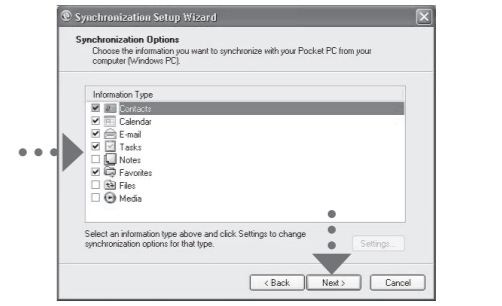 Synchronization Setup Wizard
Synchronization Options
Choose the information you want to synchronize with your Pocket PC from your
computer (Windows PC).
Information Type
Contacts
Calendar
E-mail
Tasks
Notes
Favorites
Files
Media
Select an information type above and click Settings to change
synchronization options for that type.
Settings...
< Back
Next >
Cancel